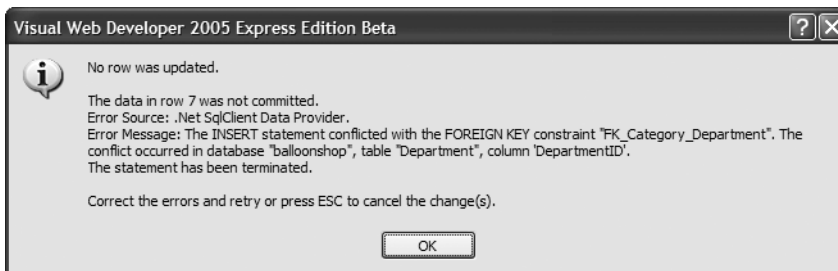 Visual Web Developer 2005 Express Edition Beta
No row was updated.
The data in row 7 was not committed.
Error Source: .Net SqlClient Data Provider.
Error Message: The INSERT statement conflicted with the FOREIGN KEY constraint "FK_Category_Department". The
conflict occurred in database "balloonshop", table "Department", column 'DepartmentID'.
The statement has been terminated.
Correct the errors and retry or press ESC to cancel the change(s).
OK